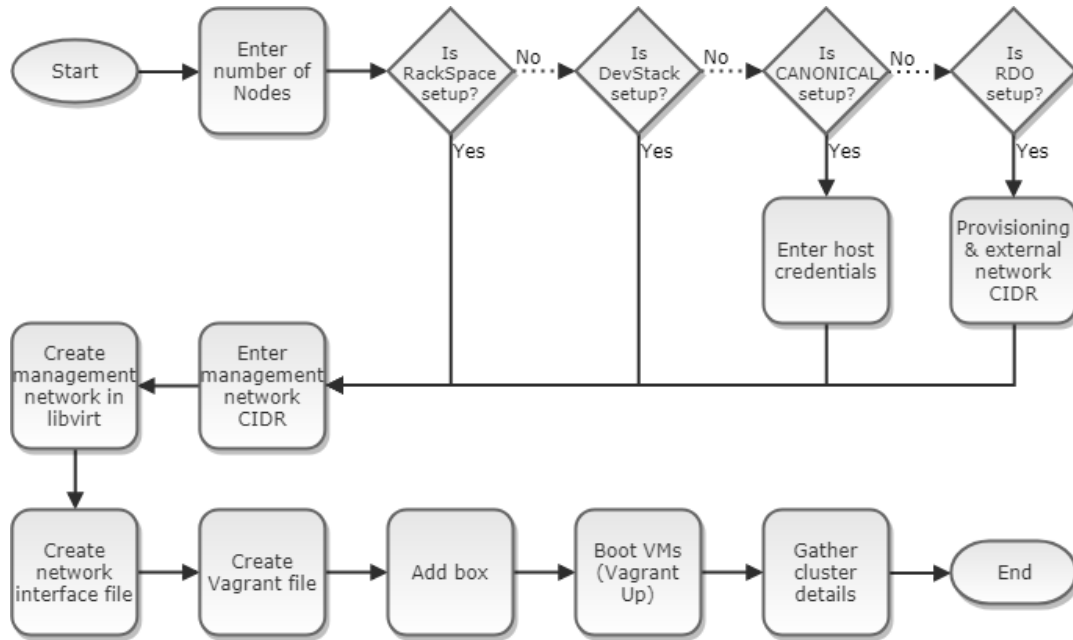 Start
Enter
number of
Nodes
Is
RackSpace
setup?
No
Is
DevStack
setup?
No
Is
CANONICAL
setup?
No
Is
RDO
setup?
Yes
Yes
Yes
Yes
Enter host
credentials
Provisioning
& external
network
CIDR
Create
management
network in
libvirt
Enter
management
network
CIDR
Create
network
interface file
Create
Vagrant file
Add box
Boot VMs
(Vagrant
Up)
Gather
cluster
details
End